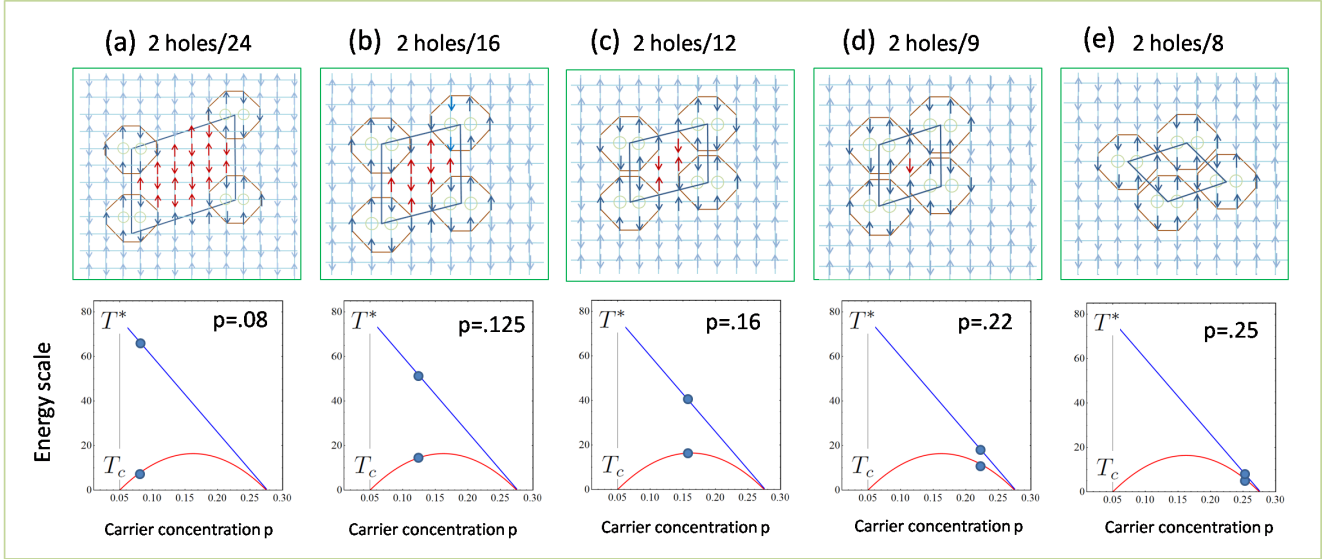 (a) 2 holes/24
(b) 2 holes/16
(c) 2 holes/12
(d) 2 holes/9
(e) 2 holes/8
Energy scale
80
60
40
20
0
T*
p=.08
Tc
0.05 0.10 0.15 0.20 0.25 0.30
Carrier concentration p
80
60
40
20
0
T*
p=.125
Tc
0.05 0.10 0.15 0.20 0.25 0.30
Carrier concentration p
80
60
40
20
0
T*
p=.16
Tc
0.05 0.10 0.15 0.20 0.25 0.30
Carrier concentration p
80
60
40
20
0
T*
p=.22
Tc
0.05 0.10 0.15 0.20 0.25 0.30
Carrier concentration p
80
60
40
20
0
T*
p=.25
Tc
0.05 0.10 0.15 0.20 0.25 0.30
Carrier concentration p